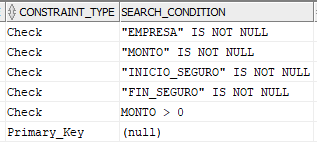 CONSTRAINT_TYPE SEARCH_CONDITION
Check "EMPRESA" IS NOT NULL
Check "MONTO" IS NOT NULL
Check "INICIO_SEGURO" IS NOT NULL
Check "FIN_SEGURO" IS NOT NULL
Check MONTO > 0
Primary_Key (null)